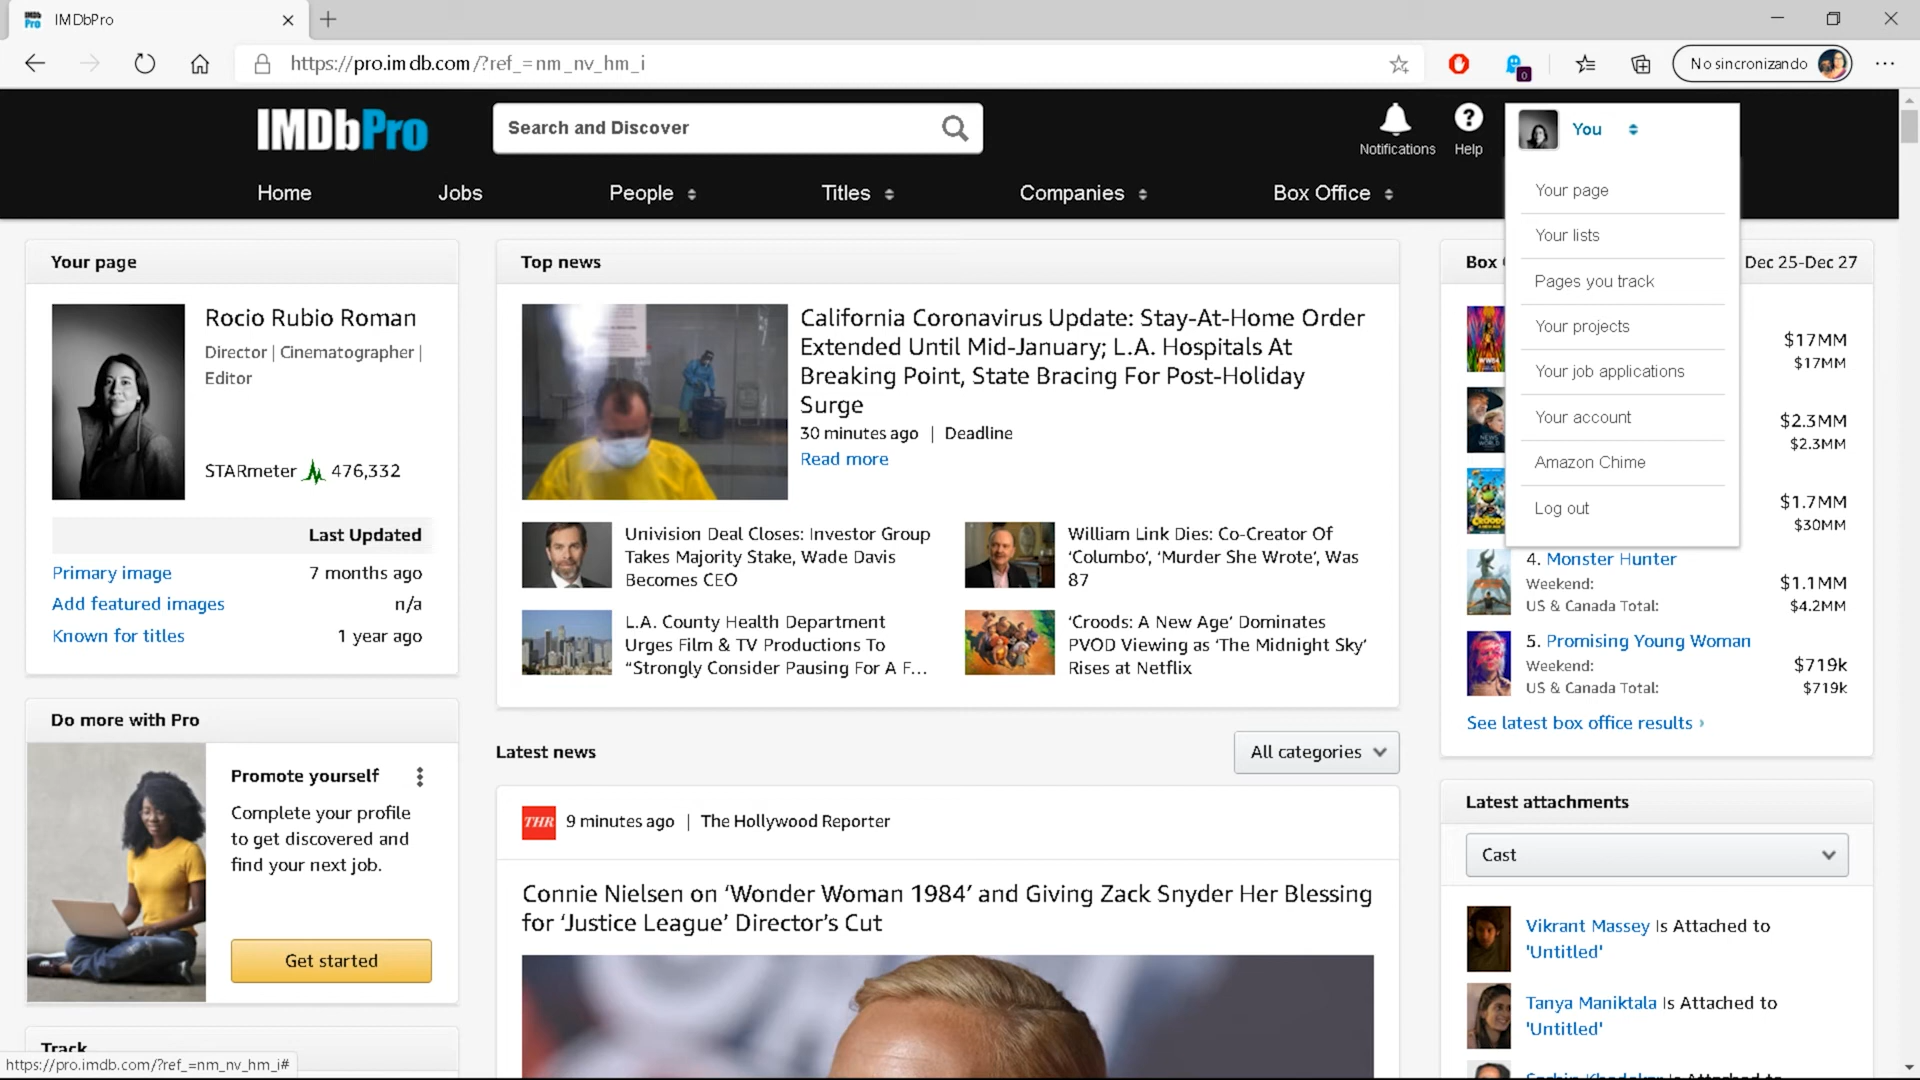 IMDbPro
https://pro.imdb.com/?ref_=nm_nv_hm_i
No sincronizando
0
IMDbPro
Search and Discover
Notifications
Help
You
Home
Jobs
People
Titles
Companies
Box Office
Your page
Your lists
Pages you track
Your projects
Your job applications
Your account
Amazon Chime
Log out
Your page
Rocio Rubio Roman
Director | Cinematographer |
Editor
STARmeter 476,332
Last Updated
Primary image 7 months ago
Add featured images n/a
Known for titles 1 year ago
Do more with Pro
Promote yourself
Complete your profile
to get discovered and
find your next job.
Get started
Track
https://pro.imdb.com/?ref_=nm_nv_hm_i#
Top news
California Coronavirus Update: Stay-At-Home Order
Extended Until Mid-January; L.A. Hospitals At
Breaking Point, State Bracing For Post-Holiday
Surge
30 minutes ago | Deadline
Read more
Univision Deal Closes: Investor Group
Takes Majority Stake, Wade Davis
Becomes CEO
William Link Dies: Co-Creator Of
‘Columbo’, ‘Murder She Wrote’, Was
87
L.A. County Health Department
Urges Film & TV Productions To
“Strongly Consider Pausing For A F...
‘Croods: A New Age’ Dominates
PVOD Viewing as ‘The Midnight Sky’
Rises at Netflix
Latest news
All categories
THR 9 minutes ago | The Hollywood Reporter
Connie Nielsen on ‘Wonder Woman 1984’ and Giving Zack Snyder Her Blessing
for ‘Justice League’ Director’s Cut
Box Dec 25-Dec 27
$17MM
$17MM
$2.3MM
$2.3MM
$1.7MM
$30MM
4. Monster Hunter
Weekend: $1.1MM
US & Canada Total: $4.2MM
5. Promising Young Woman
Weekend: $719k
US & Canada Total: $719k
See latest box office results ›
Latest attachments
Cast
Vikrant Massey Is Attached to
'Untitled'
Tanya Maniktala Is Attached to
'Untitled'